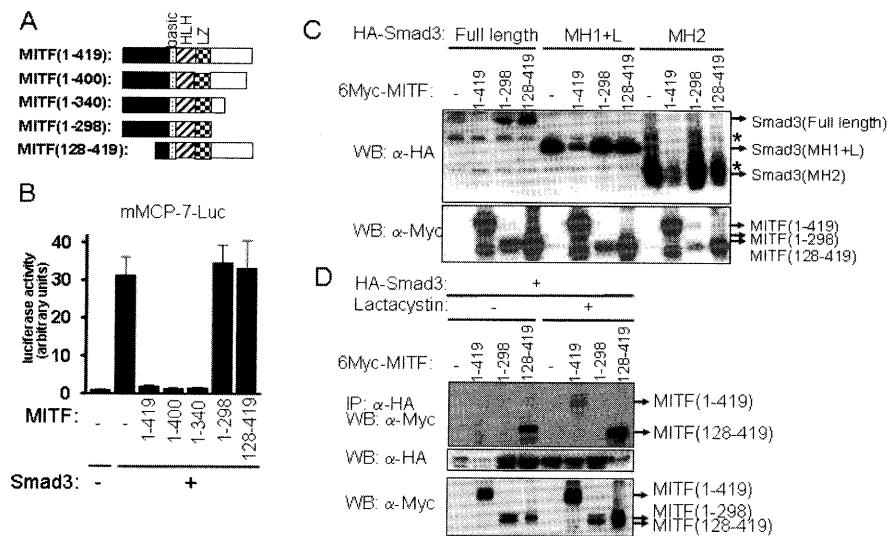 A
basic
HLH
LZ
MITF(1-419):
MITF(1-400):
MITF(1-340):
MITF(1-298):
MITF(128-419):
B
mMCP-7-Luc
luciferase activity
(arbitrary units)
40
30
20
10
0
MITF: - - 1-419 1-400 1-340 1-298 128-419
Smad3: - +
C
HA-Smad3: Full length MH1+L MH2
6Myc-MITF: - 1-419 1-298 128-419 - 1-419 1-298 128-419 - 1-419 1-298 128-419
WB: α-HA
Smad3(Full length)
*
Smad3(MH1+L)
*
Smad3(MH2)
WB: α-Myc
MITF(1-419)
MITF(1-298)
MITF(128-419)
D
HA-Smad3: +
Lactacystin: - +
6Myc-MITF: - 1-419 1-298 128-419 - 1-419 1-298 128-419
IP: α-HA
WB: α-Myc
MITF(1-419)
MITF(128-419)
WB: α-HA
WB: α-Myc
MITF(1-419)
MITF(1-298)
MITF(128-419)